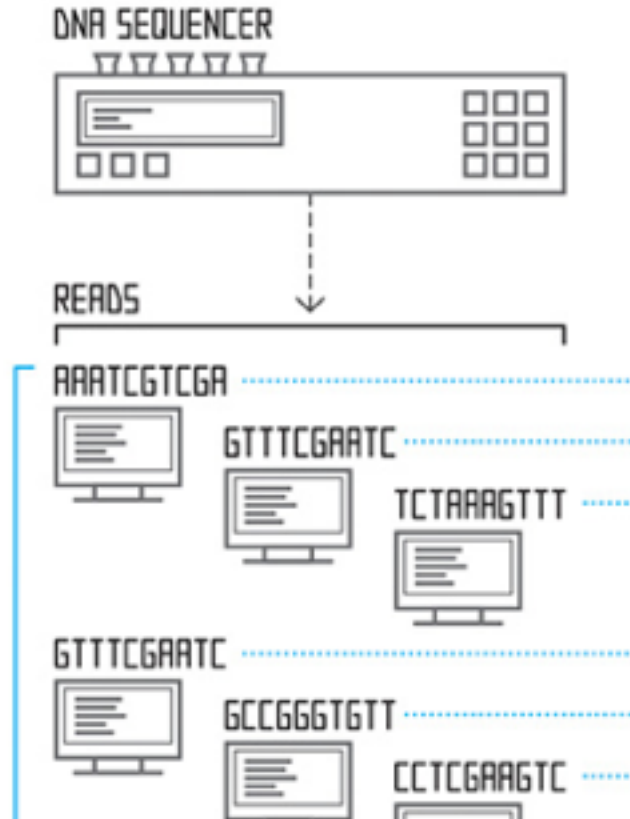 DNA SEQUENCER
READS
AAATCGTCGA
GTTTCGAATC
TCTAAAGTTT
GTTTCGAATC
GCCGGGTGTT
CCTCGAAGTC